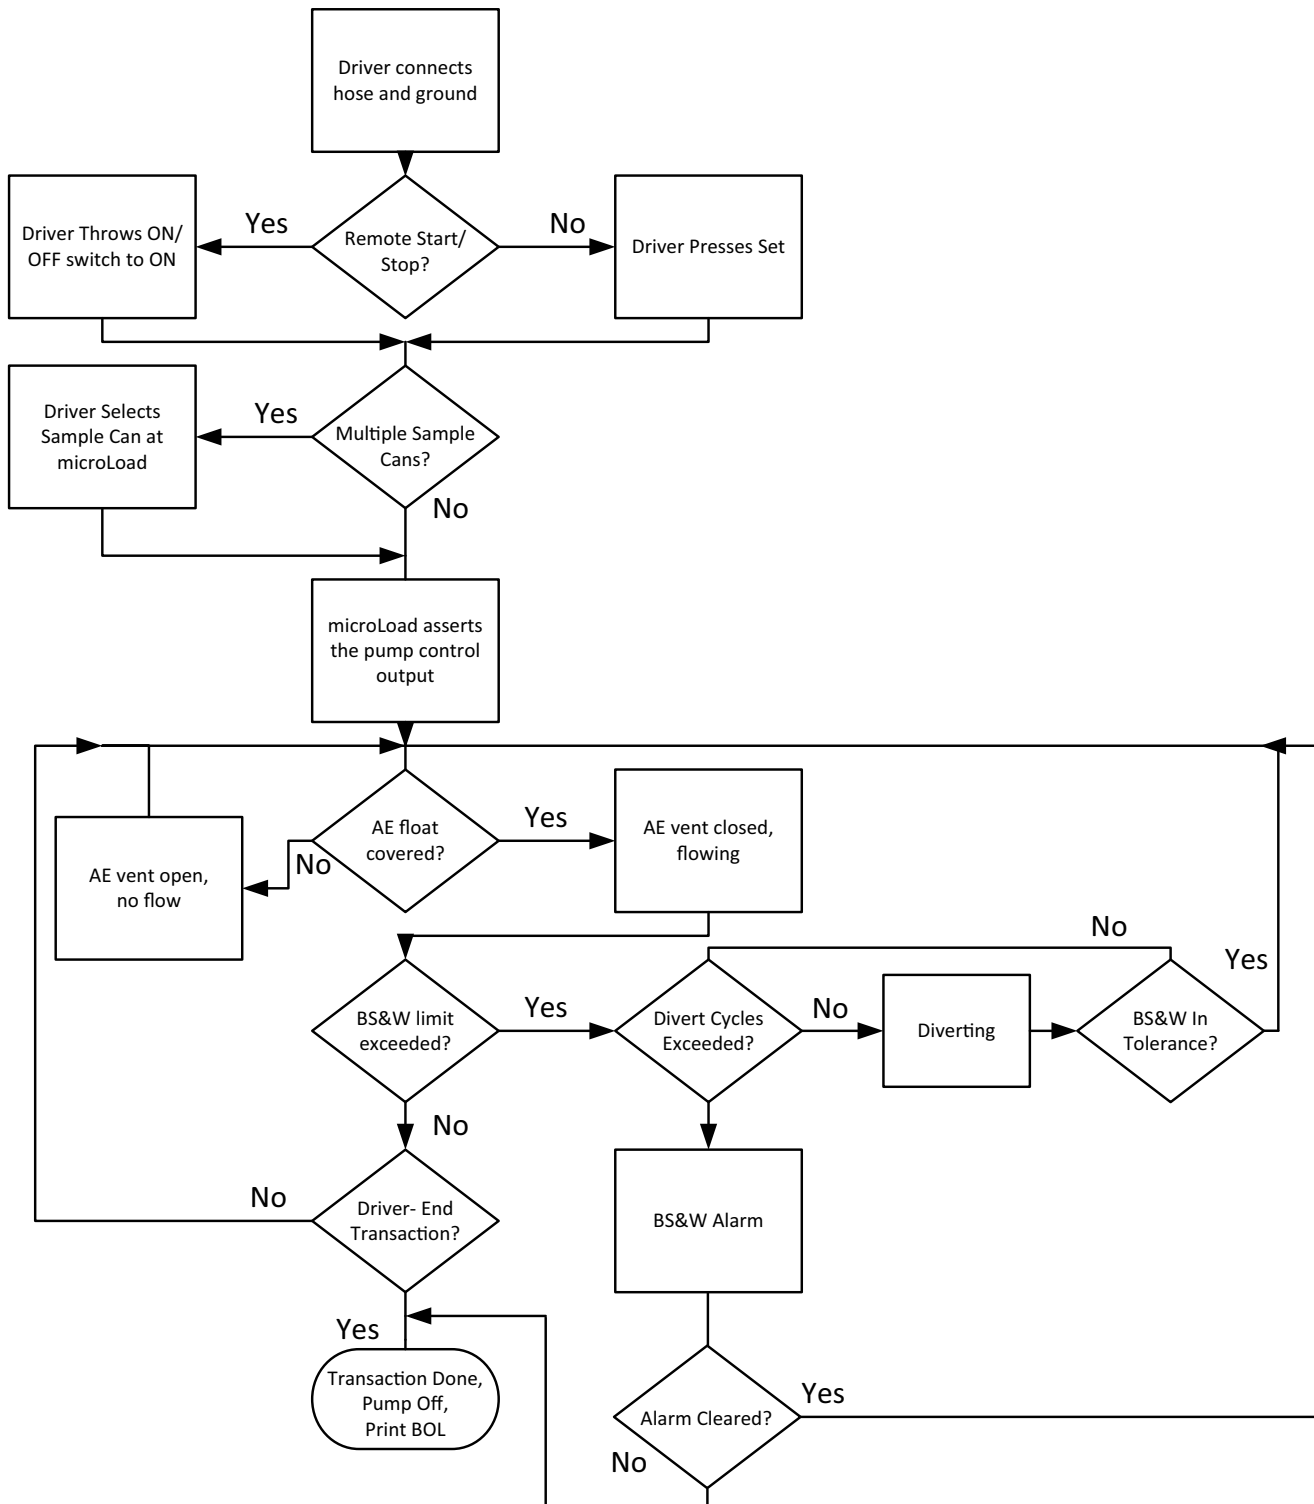 Driver connects
hose and ground
Yes
No
Driver Throws ON/
OFF switch to ON
Remote Start/
Stop?
Driver Presses Set
Driver Selects
Sample Can at
microLoad
Yes
Multiple Sample
Cans?
No
microLoad asserts
the pump control
output
AE vent open,
no flow
No
AE float
covered?
Yes
AE vent closed,
flowing
BS&W limit
exceeded?
Yes
Divert Cycles
Exceeded?
No
Diverting
No
BS&W In
Tolerance?
Yes
No
No
Driver- End
Transaction?
BS&W Alarm
Yes
Transaction Done,
Pump Off,
Print BOL
Alarm Cleared?
Yes
No